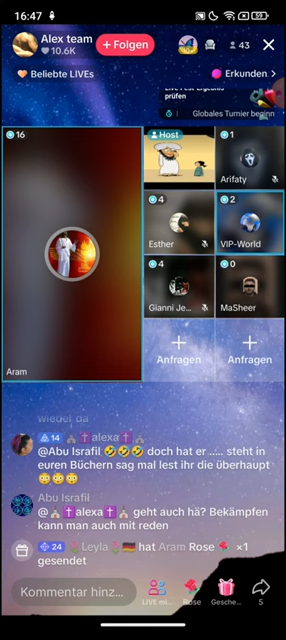 16:47
59
Alex team
10.6K
+ Folgen
43
Beliebte LIVEs
Erkunden >
prüfen
Globales Turnier beginn
16
Host
1
Arifaty
4
Esther
2
VIP-World
4
Gianni Je...
0
MaSheer
Aram
Anfragen
Anfragen
wieder da
14 ⛪✝️alexa✝️⛪
@Abu Israfil 🤣🤣🤣 doch hat er ..... steht in
euren Büchern sag mal lest ihr die überhaupt
😳😳😳
Abu Israfil
@⛪✝️alexa✝️⛪ geht auch hä? Bekämpfen
kann man auch mit reden
24 🌷Leyla🌷🇩🇪 hat Aram Rose 🌹 ×1
gesendet
Kommentar hinz...
LIVE mi...
Rose
Gesche...
5